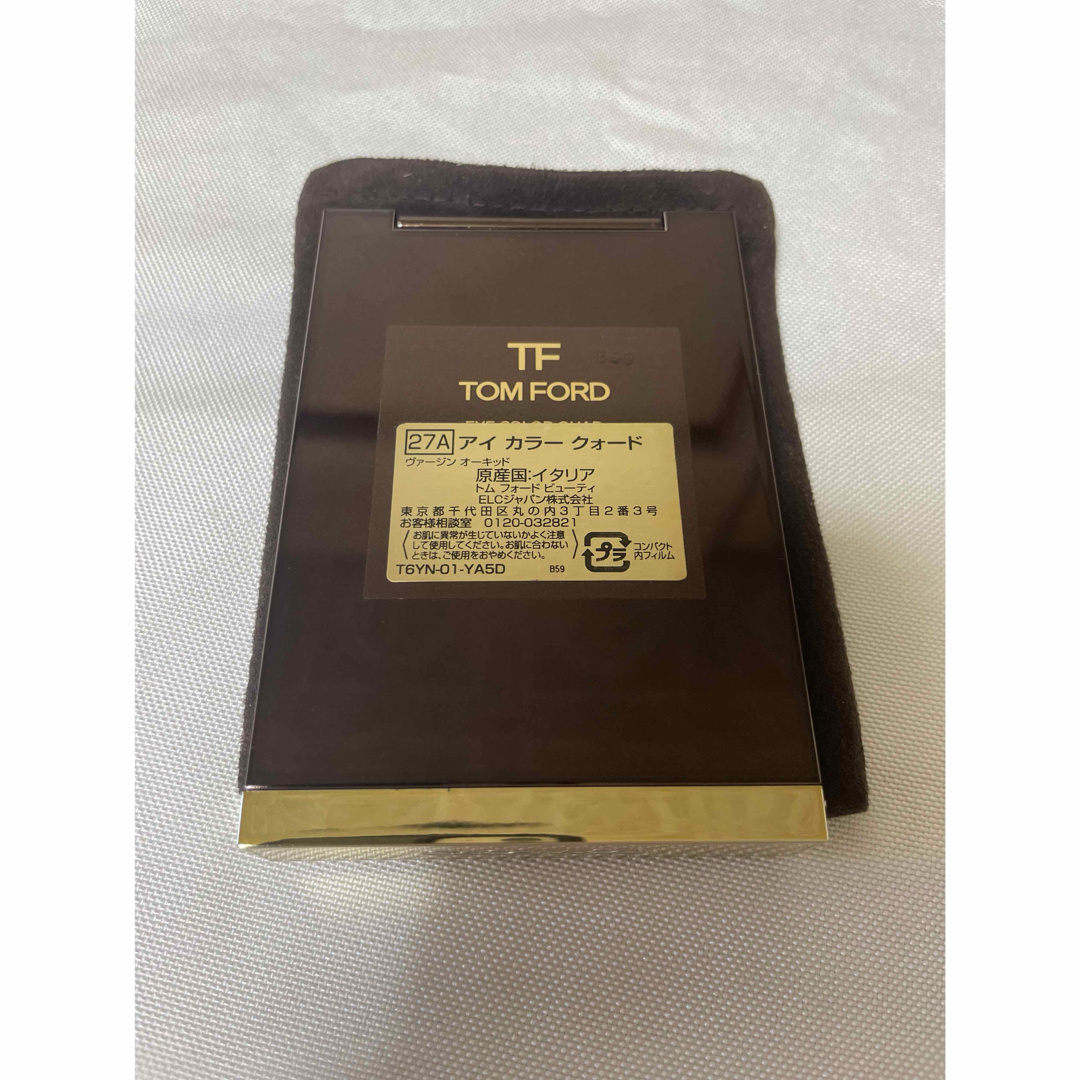 TF
TOM FORD
27A アイ カラー クォード
ヴァージン オーキッド
原産国:イタリア
トム フォード ビューティ
ELCジャパン株式会社
東京都千代田区丸の内3丁目2番3号
お客様相談室 0120-032821
お肌に異常が生じていないかよく注意
して使用してください。お肌に合わない
ときは、ご使用をおやめください。
プラ
コンパクト
内フィルム
T6YN-01-YA5D B59